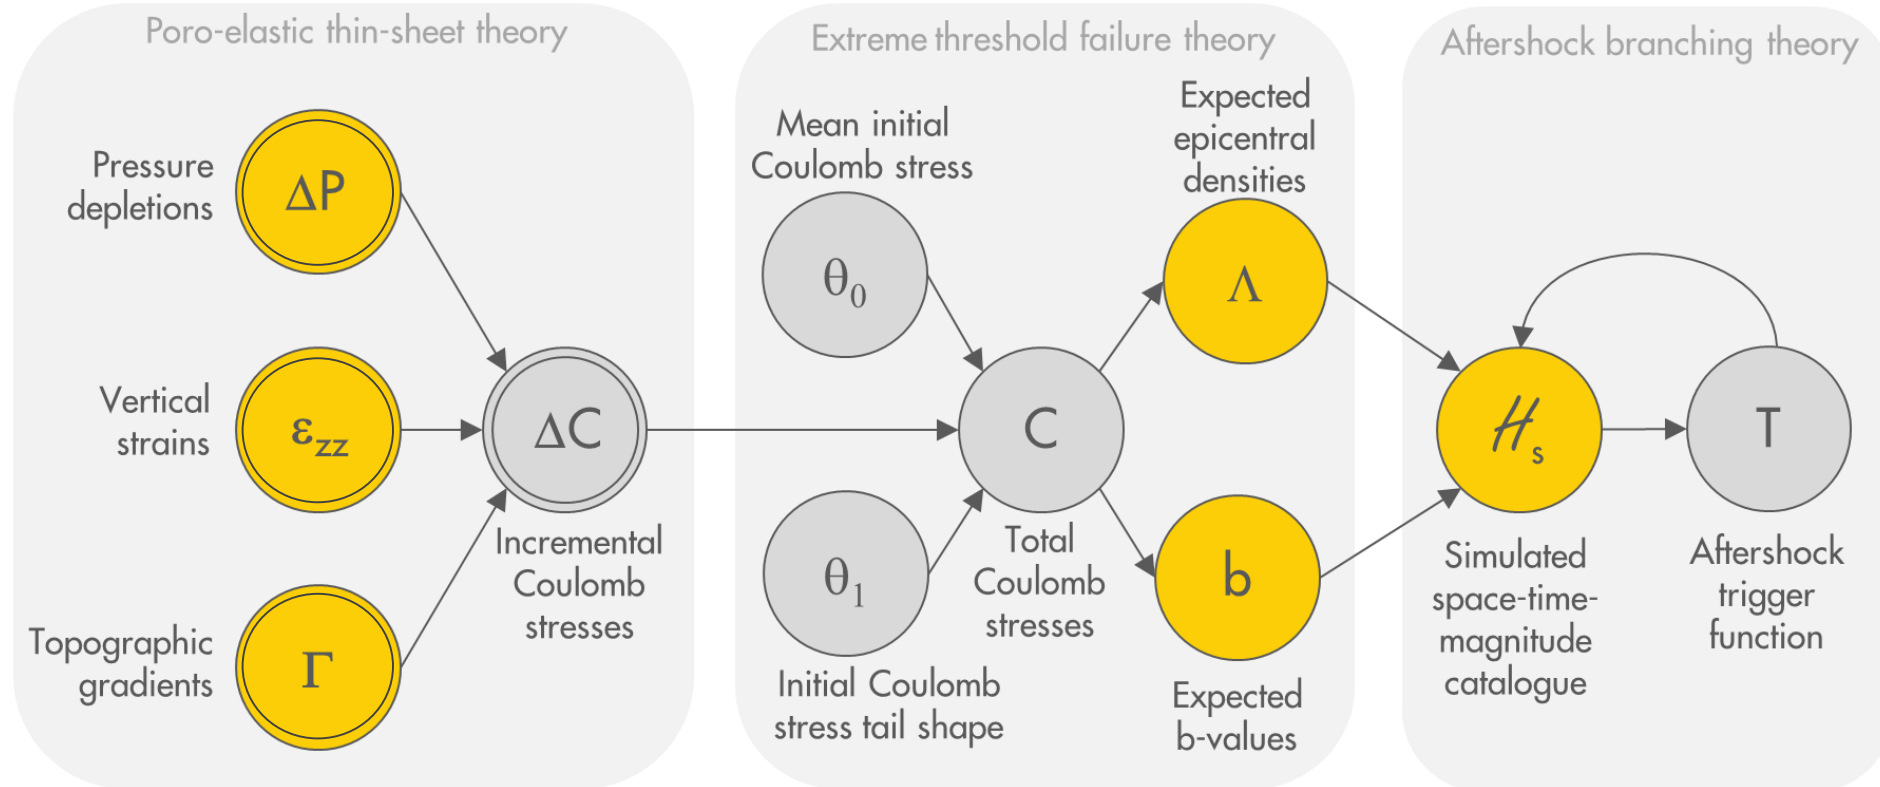 Poro-elastic thin-sheet theory
Pressure
depletions
ΔP
Vertical
strains
εzz
Topographic
gradients
Γ
ΔC
Incremental
Coulomb
stresses
Extreme threshold failure theory
Mean initial
Coulomb stress
θ0
θ1
Initial Coulomb
stress tail shape
C
Total
Coulomb
stresses
Expected
epicentral
densities
Λ
b
Expected
b-values
Aftershock branching theory
ℋs
Simulated
space-time-
magnitude
catalogue
T
Aftershock
trigger
function